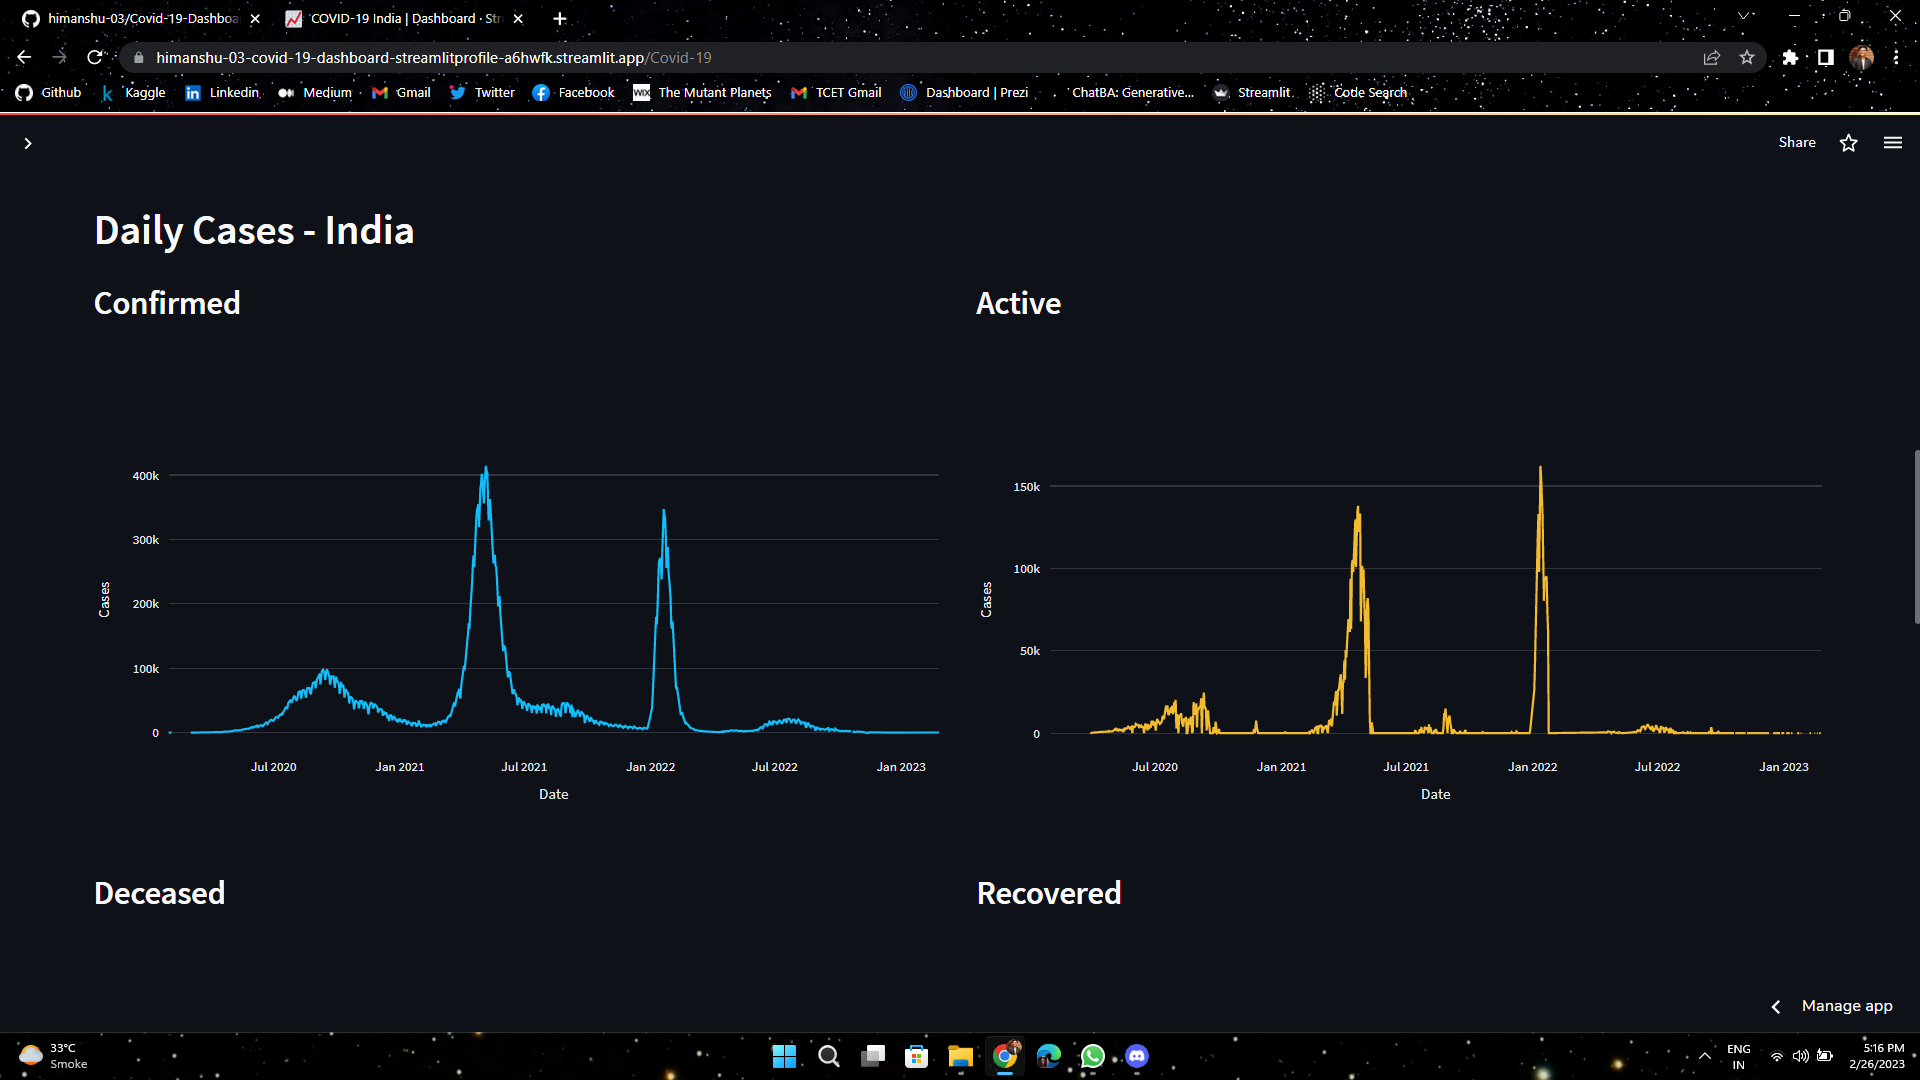 himanshu-03/Covid-19-Dashboa
COVID-19 India | Dashboard · Str
himanshu-03-covid-19-dashboard-streamlitprofile-a6hwfk.streamlit.app/Covid-19
Github Kaggle Linkedin Medium Gmail Twitter Facebook WIX The Mutant Planets TCET Gmail Dashboard | Prezi ChatBA: Generative... Streamlit Code Search
Share
Daily Cases - India
Confirmed
400k
300k
200k
100k
0
Cases
Jul 2020 Jan 2021 Jul 2021 Jan 2022 Jul 2022 Jan 2023
Date
Active
150k
100k
50k
0
Cases
Jul 2020 Jan 2021 Jul 2021 Jan 2022 Jul 2022 Jan 2023
Date
Deceased
Recovered
Manage app
33°C
Smoke
ENG
IN
5:16 PM
2/26/2023